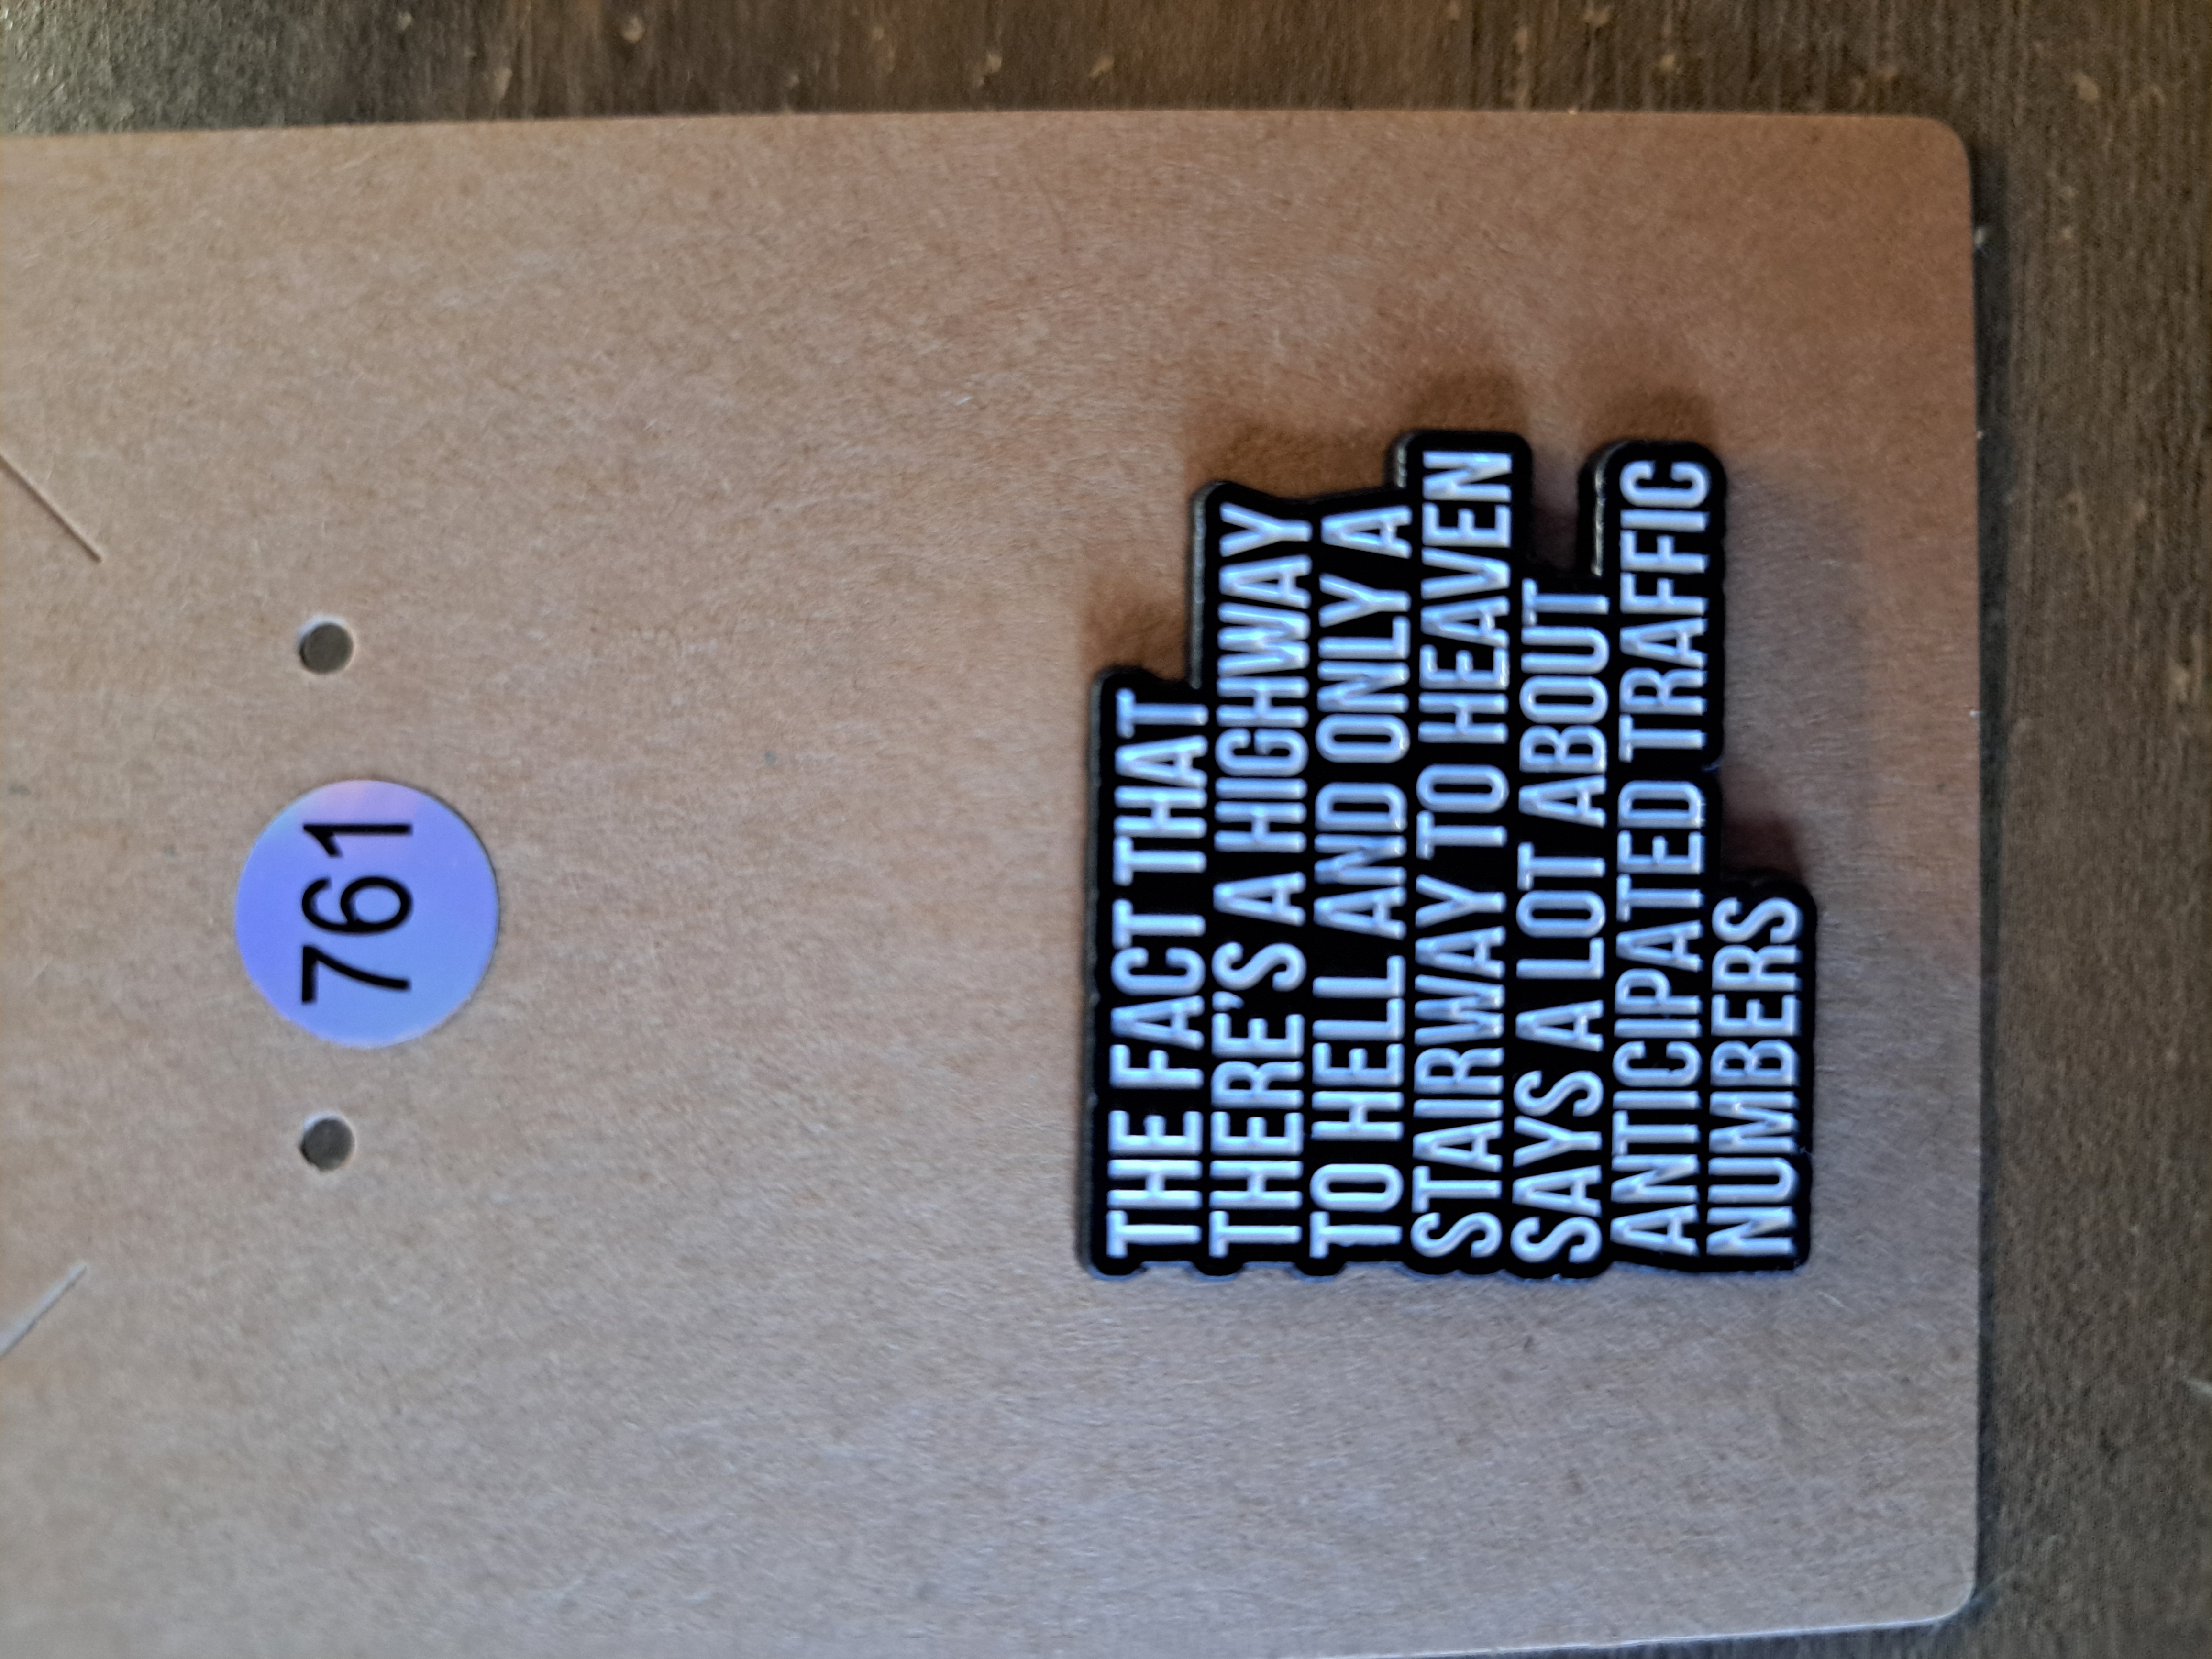 761
THE FACT THAT
THERE'S A HIGHWAY
TO HELL AND ONLY A
STAIRWAY TO HEAVEN
SAYS A LOT ABOUT
ANTICIPATED TRAFFIC
NUMBERS